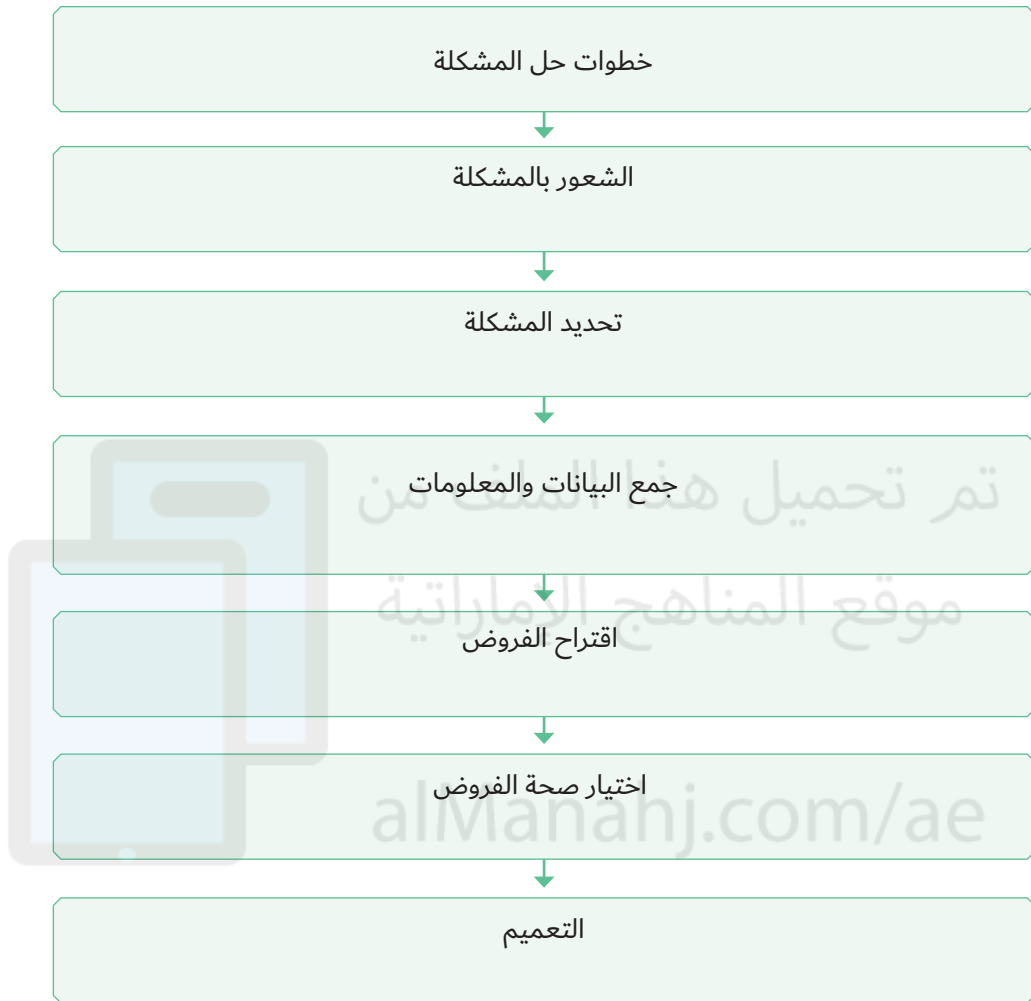 خطوات حل المشكلة
الشعور بالمشكلة
تحديد المشكلة
جمع البيانات والمعلومات
تم تحميل هذا الملف من
موقع المناهج الإماراتية
اقتراح الفروض
اختيار صحة الفروض
alManahj.com/ae
التعميم